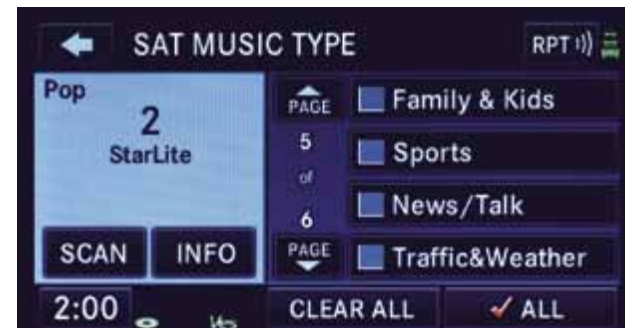 SAT MUSIC TYPE
RPT
Pop
2
StarLite
SCAN
INFO
PAGE
5
of
6
PAGE
Family & Kids
Sports
News/Talk
Traffic&Weather
2:00
CLEAR ALL
ALL